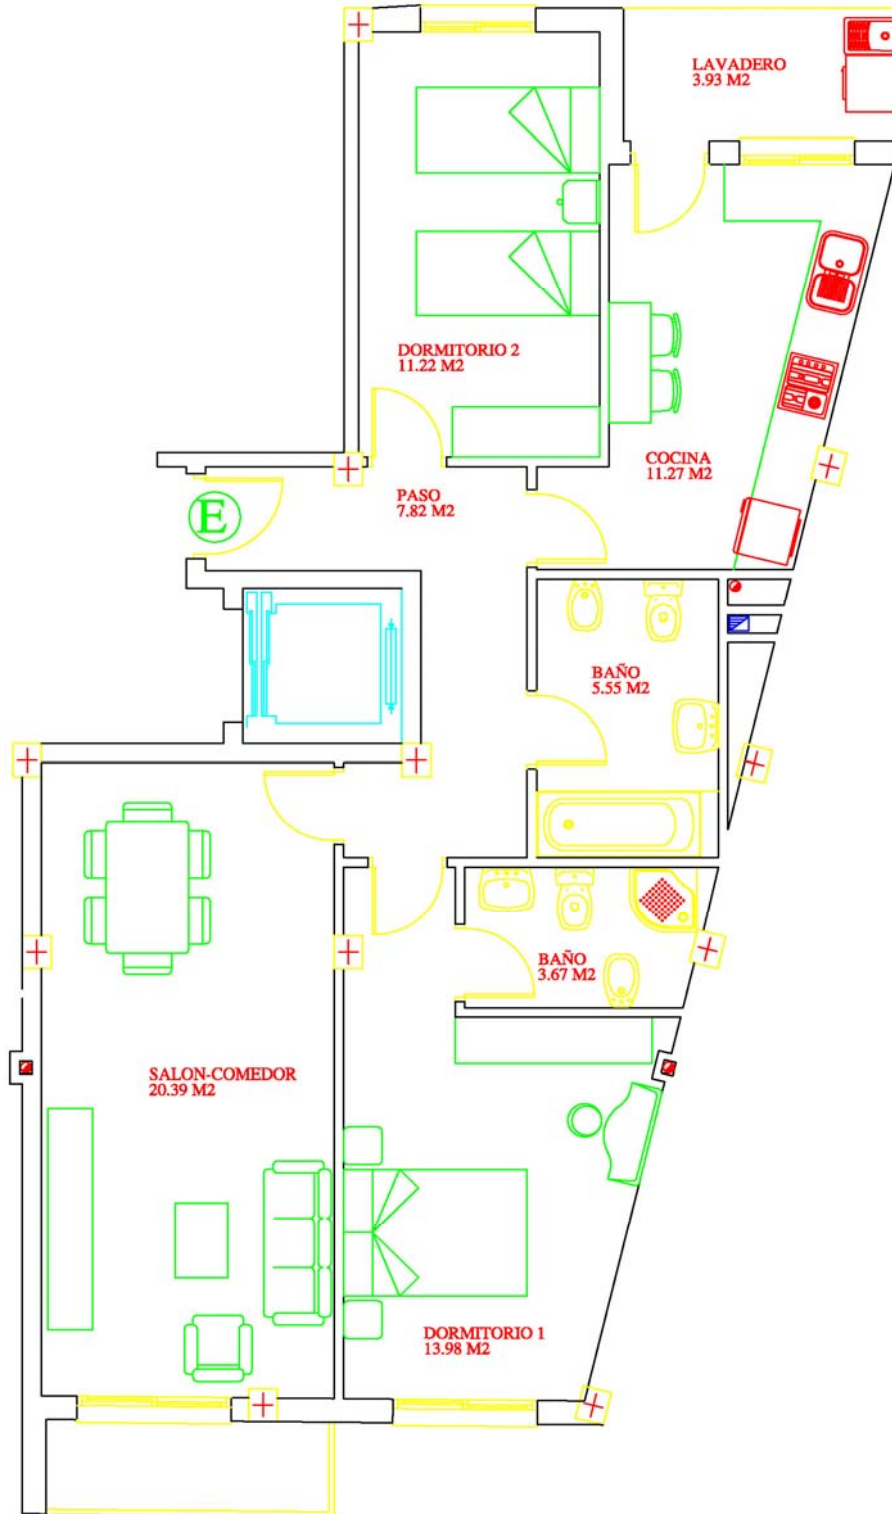 LAVADERO
3.93 M2
DORMITORIO 2
11.22 M2
COCINA
11.27 M2
PASO
7.82 M2
E
BAÑO
5.55 M2
BAÑO
3.67 M2
SALON-COMEDOR
20.39 M2
DORMITORIO 1
13.98 M2